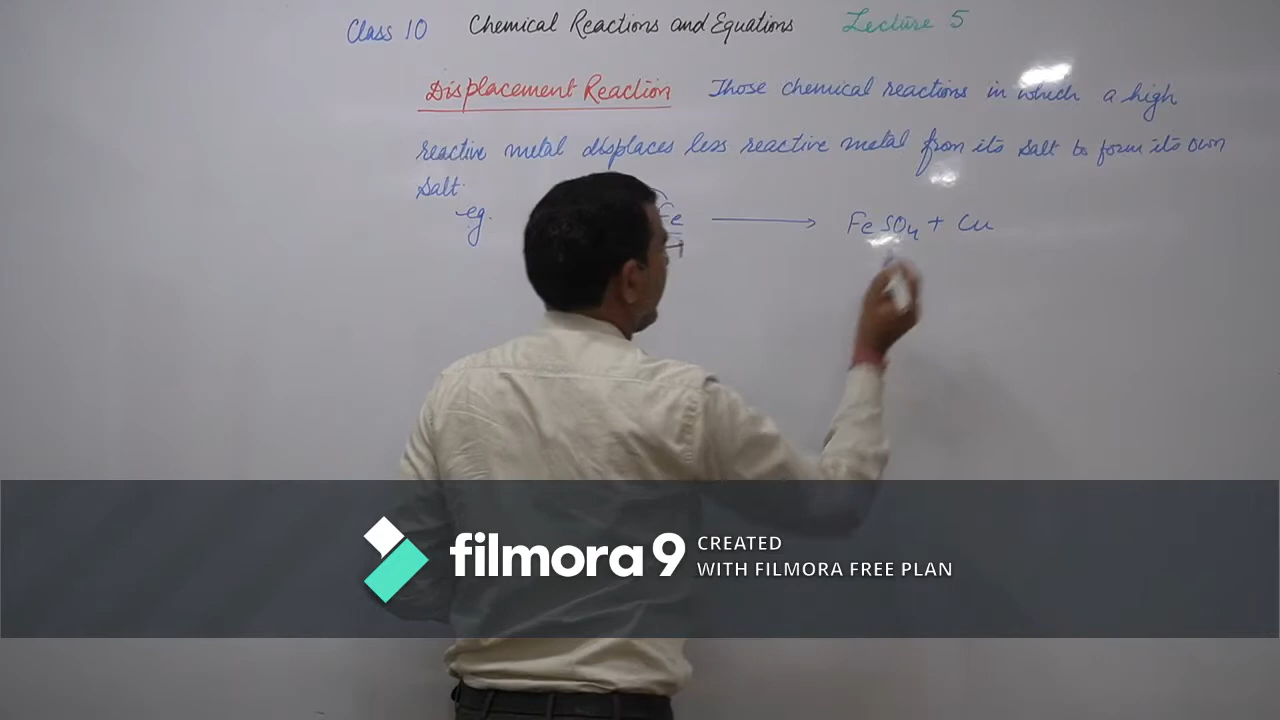 Class 10 Chemical Reactions and Equations Lecture 5
Displacement Reaction Those chemical reactions in which a high
reactive metal displaces less reactive metal from its salt to form its own
salt.
eg. Fe ⟶ FeSO₄ + Cu
filmora9 CREATED
WITH FILMORA FREE PLAN